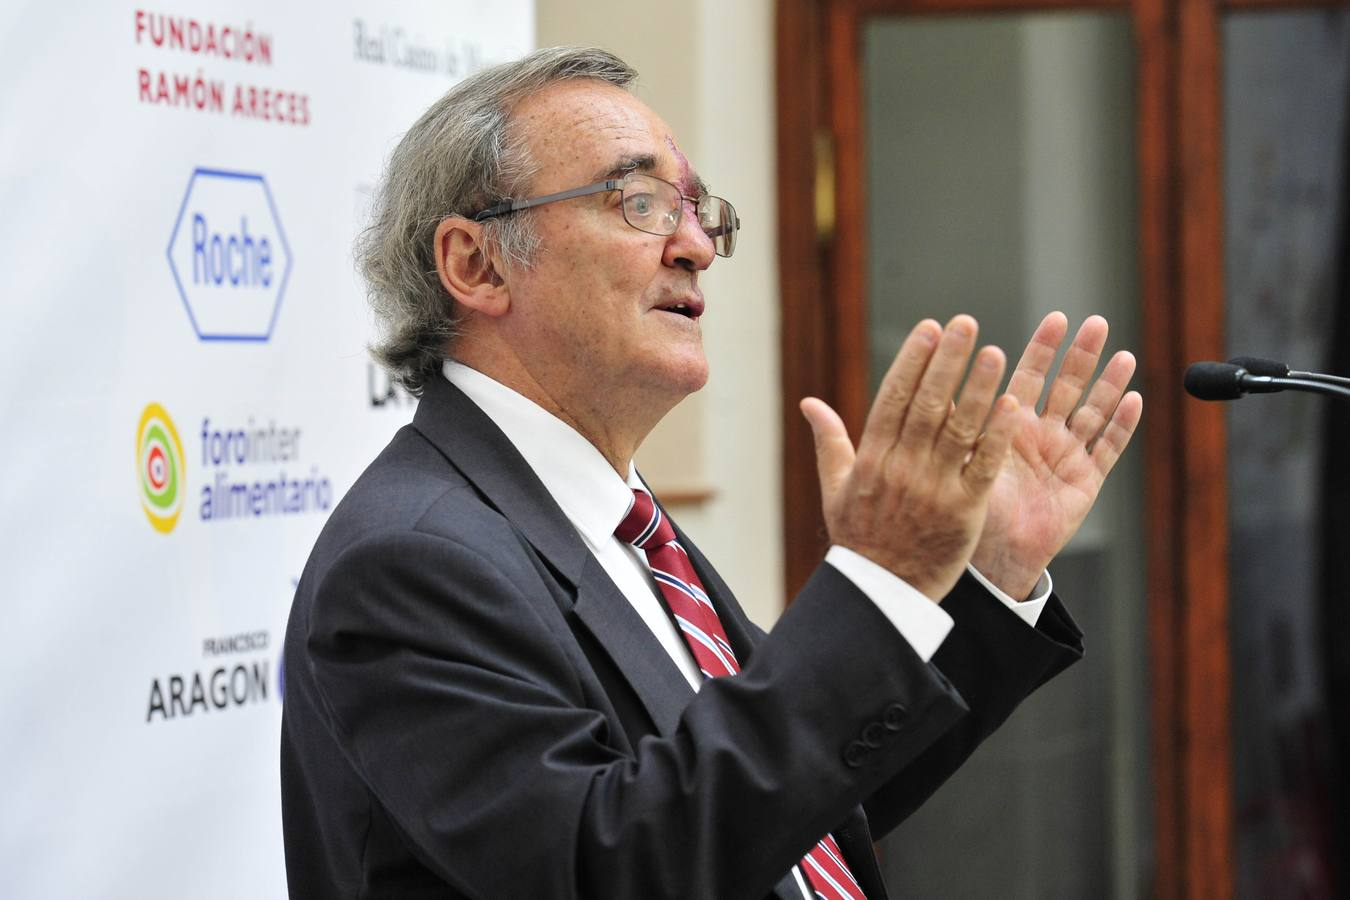 FUNDACIÓN
RAMÓN ARECES
Real Casino de
Roche
forointer
alimentario
LA
FRANCISCO
ARAGON